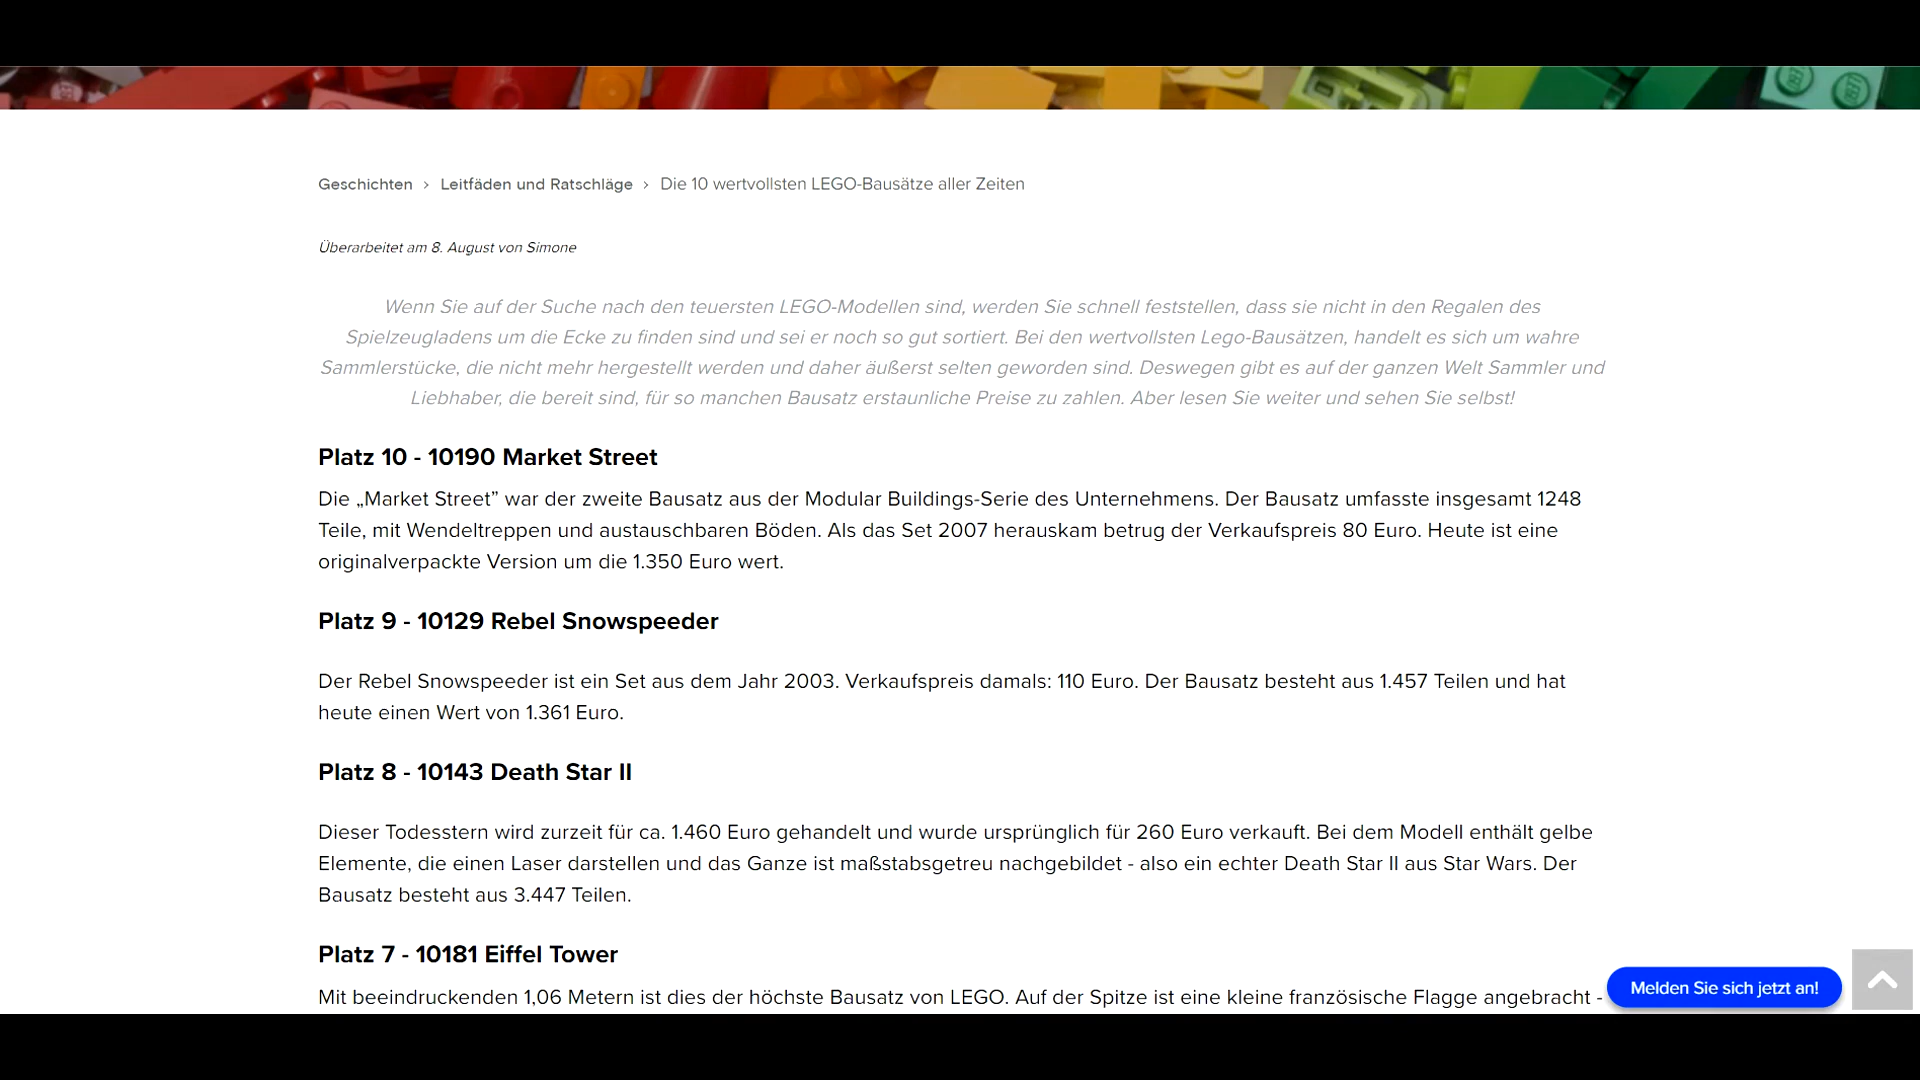 Geschichten › Leitfäden und Ratschläge › Die 10 wertvollsten LEGO-Bausätze aller Zeiten
Überarbeitet am 8. August von Simone
Wenn Sie auf der Suche nach den teuersten LEGO-Modellen sind, werden Sie schnell feststellen, dass sie nicht in den Regalen des
Spielzeugladens um die Ecke zu finden sind und sei er noch so gut sortiert. Bei den wertvollsten Lego-Bausätzen, handelt es sich um wahre
Sammlerstücke, die nicht mehr hergestellt werden und daher äußerst selten geworden sind. Deswegen gibt es auf der ganzen Welt Sammler und
Liebhaber, die bereit sind, für so manchen Bausatz erstaunliche Preise zu zahlen. Aber lesen Sie weiter und sehen Sie selbst!
Platz 10 - 10190 Market Street
Die „Market Street” war der zweite Bausatz aus der Modular Buildings-Serie des Unternehmens. Der Bausatz umfasste insgesamt 1248
Teile, mit Wendeltreppen und austauschbaren Böden. Als das Set 2007 herauskam betrug der Verkaufspreis 80 Euro. Heute ist eine
originalverpackte Version um die 1.350 Euro wert.
Platz 9 - 10129 Rebel Snowspeeder
Der Rebel Snowspeeder ist ein Set aus dem Jahr 2003. Verkaufspreis damals: 110 Euro. Der Bausatz besteht aus 1.457 Teilen und hat
heute einen Wert von 1.361 Euro.
Platz 8 - 10143 Death Star II
Dieser Todesstern wird zurzeit für ca. 1.460 Euro gehandelt und wurde ursprünglich für 260 Euro verkauft. Bei dem Modell enthält gelbe
Elemente, die einen Laser darstellen und das Ganze ist maßstabsgetreu nachgebildet - also ein echter Death Star II aus Star Wars. Der
Bausatz besteht aus 3.447 Teilen.
Platz 7 - 10181 Eiffel Tower
Mit beeindruckenden 1,06 Metern ist dies der höchste Bausatz von LEGO. Auf der Spitze ist eine kleine französische Flagge angebracht -
Melden Sie sich jetzt an!